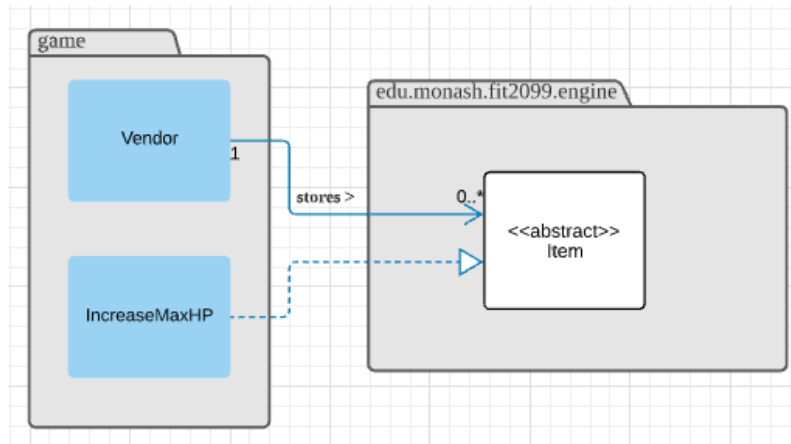 game
edu.monash.fit2099.engine
Vendor
1
stores >
0..*
<<abstract>>
Item
IncreaseMaxHP